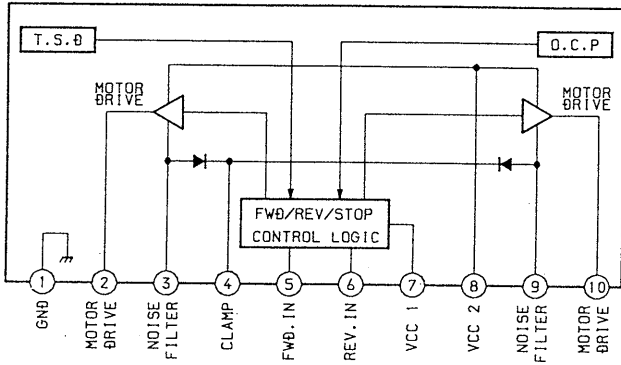 T.S.D
O.C.P
MOTOR
DRIVE
MOTOR
DRIVE
FWD/REV/STOP
CONTROL LOGIC
1
2
3
4
5
6
7
8
9
10
GND
MOTOR
DRIVE
NOISE
FILTER
CLAMP
FWD.IN
REV.IN
VCC 1
VCC 2
NOISE
FILTER
MOTOR
DRIVE